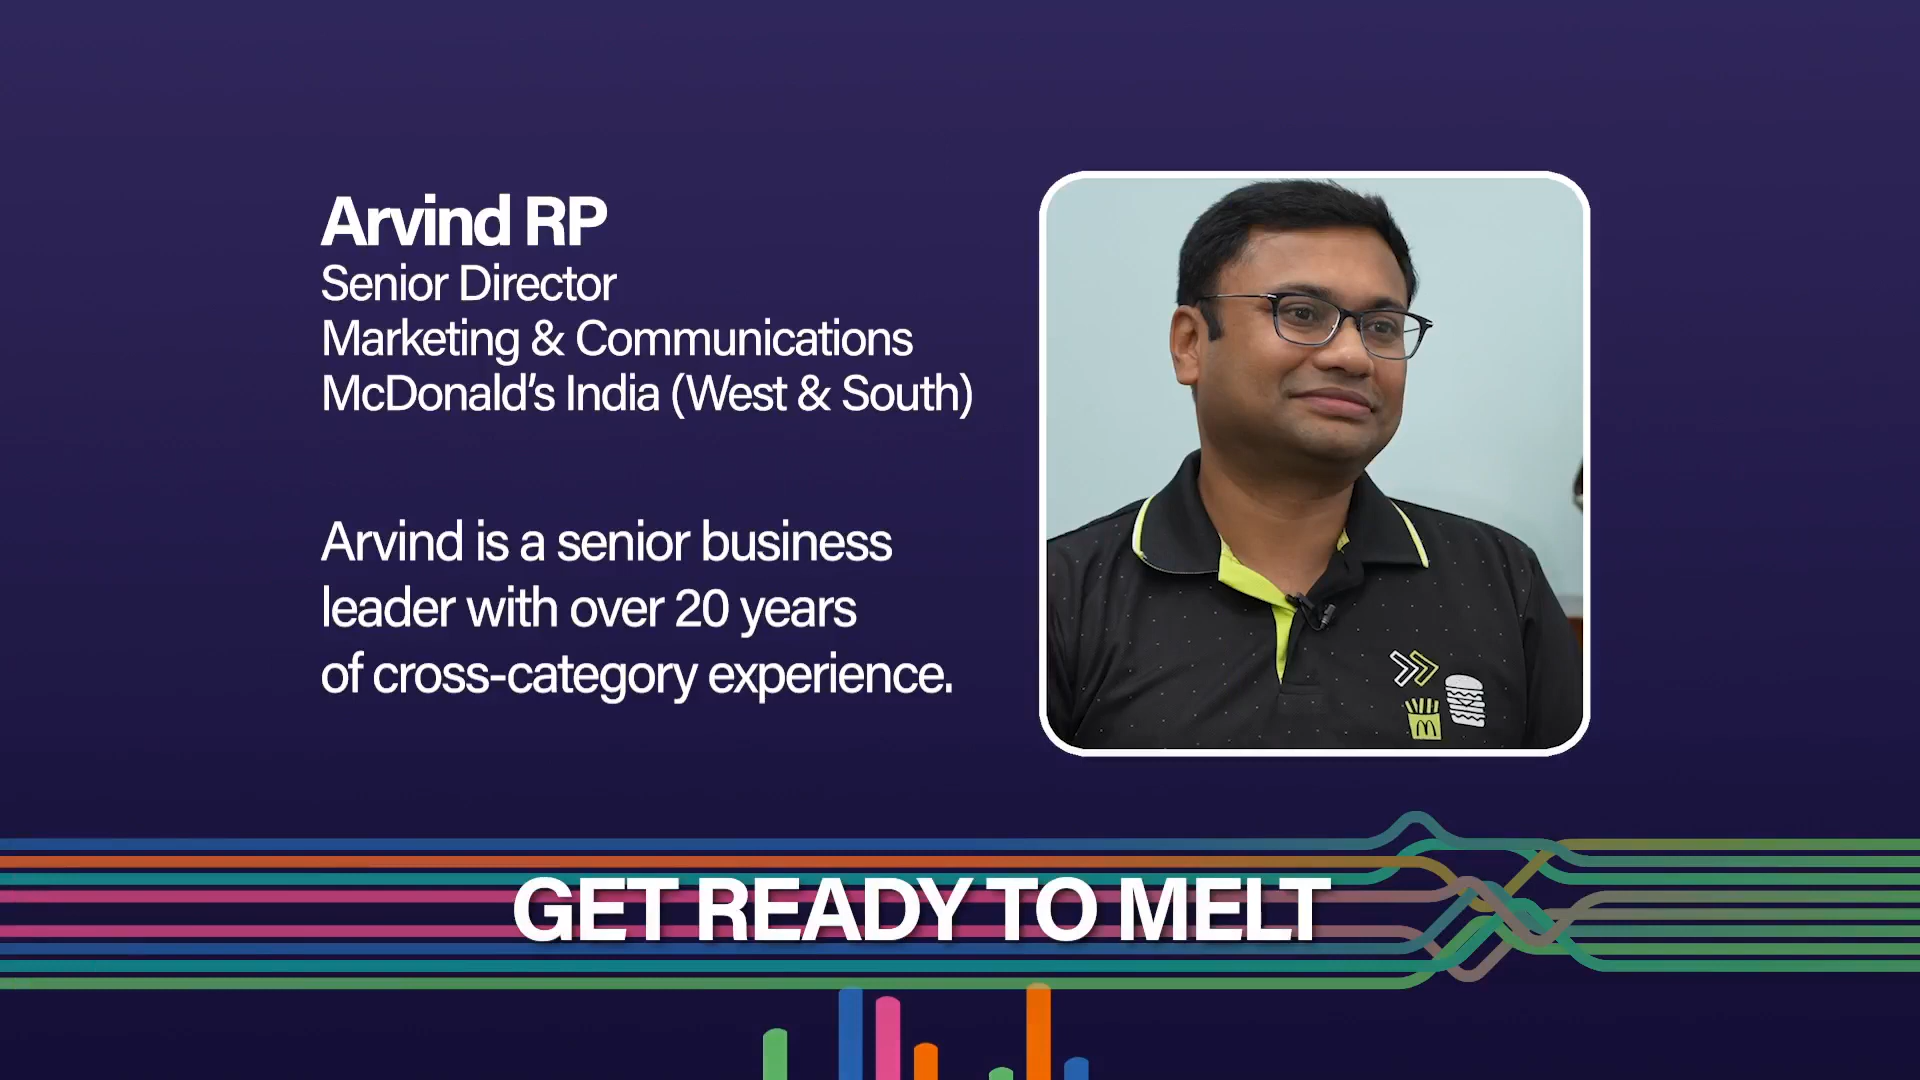 Arvind RP
Senior Director
Marketing & Communications
McDonald’s India (West & South)
Arvind is a senior business
leader with over 20 years
of cross-category experience.
GET READY TO MELT